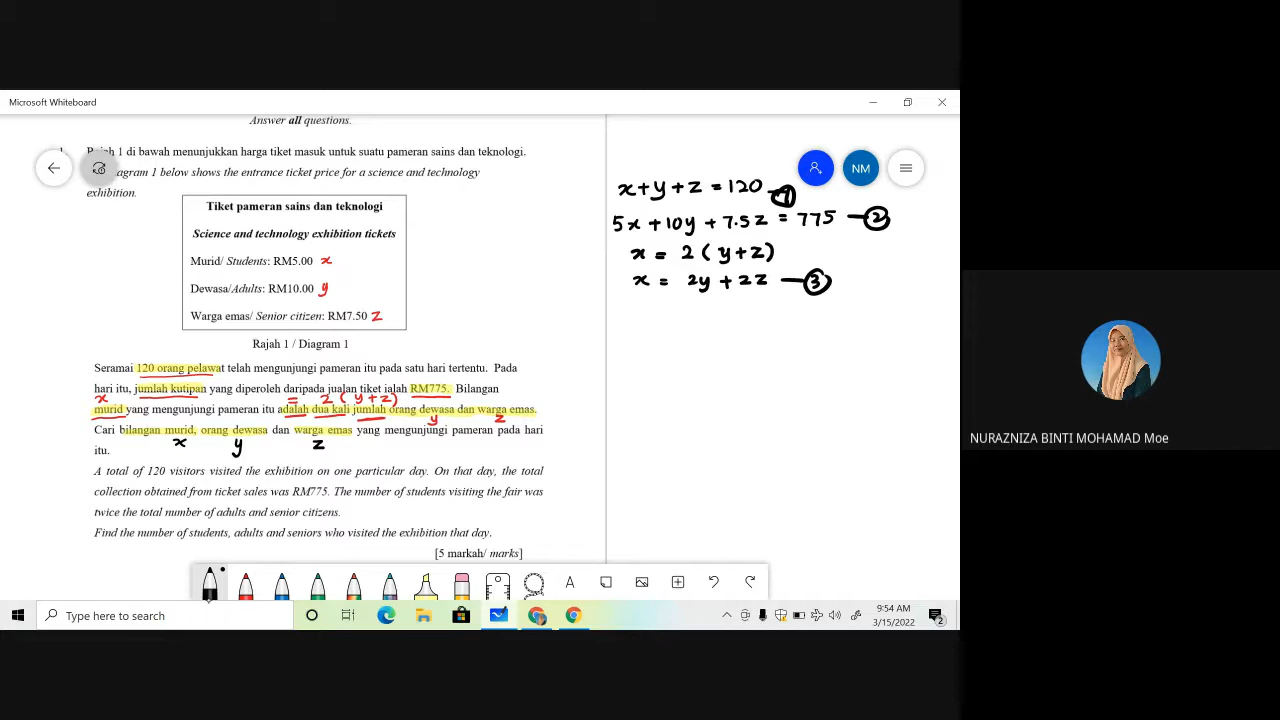 Microsoft Whiteboard
Answer all questions.
1. Rajah 1 di bawah menunjukkan harga tiket masuk untuk suatu pameran sains dan teknologi.
agram 1 below shows the entrance ticket price for a science and technology
exhibition.
Tiket pameran sains dan teknologi
Science and technology exhibition tickets
Murid/ Students: RM5.00 x
Dewasa/Adults: RM10.00 y
Warga emas/ Senior citizen: RM7.50 z
Rajah 1 / Diagram 1
Seramai 120 orang pelawat telah mengunjungi pameran itu pada satu hari tertentu. Pada
hari itu, jumlah kutipan yang diperoleh daripada jualan tiket ialah RM775. Bilangan
x = 2 ( y+z)
murid yang mengunjungi pameran itu adalah dua kali jumlah orang dewasa dan warga emas.
y z
Cari bilangan murid, orang dewasa dan warga emas yang mengunjungi pameran pada hari
x y z
itu.
A total of 120 visitors visited the exhibition on one particular day. On that day, the total
collection obtained from ticket sales was RM775. The number of students visiting the fair was
twice the total number of adults and senior citizens.
Find the number of students, adults and seniors who visited the exhibition that day.
[5 markah/ marks]
NM
x+y+z = 120 — 1
5x + 10y + 7.5z = 775 — 2
x = 2 ( y+z)
x = 2y + 2z — 3
NURAZNIZA BINTI MOHAMAD Moe
A
Type here to search
9:54 AM
3/15/2022
2